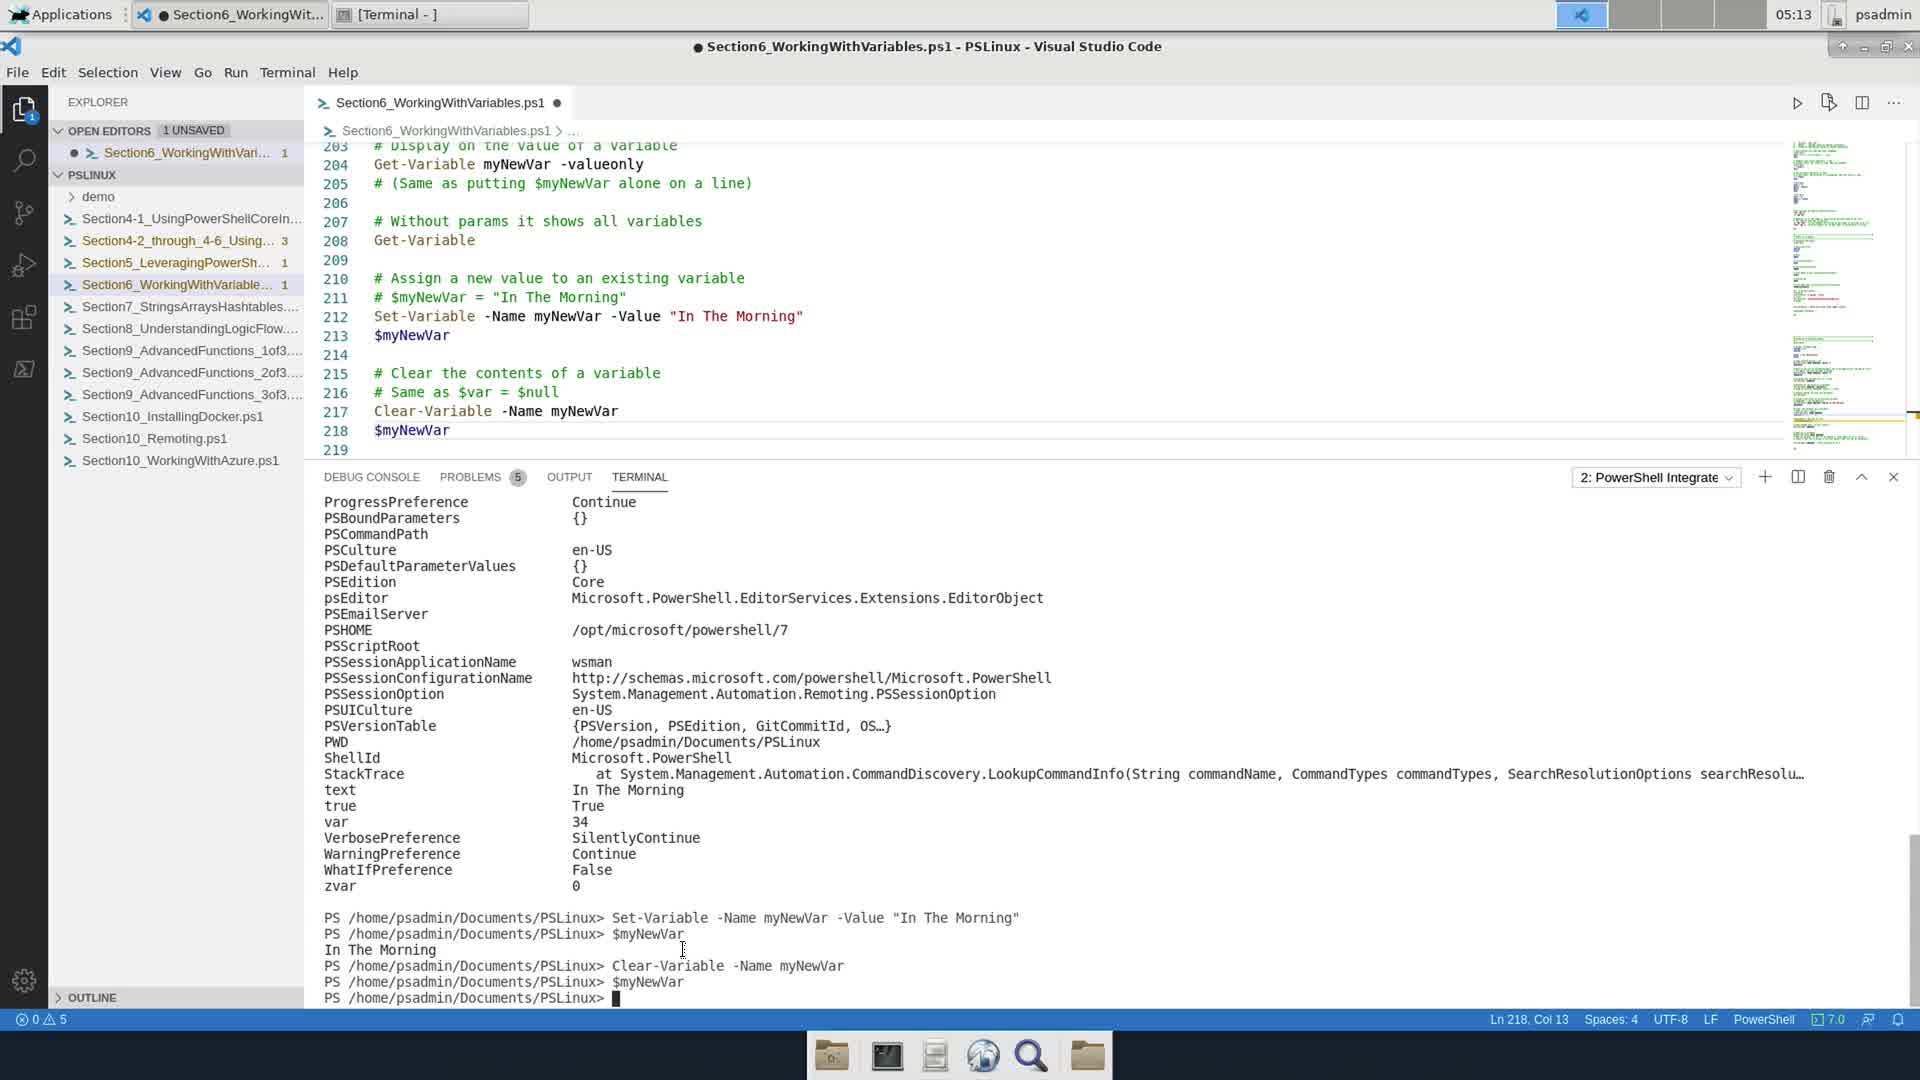 Applications
● Section6_WorkingWit...
[Terminal - ]
05:13
psadmin
● Section6_WorkingWithVariables.ps1 - PSLinux - Visual Studio Code
File Edit Selection View Go Run Terminal Help
EXPLORER
OPEN EDITORS 1 UNSAVED
Section6_WorkingWithVari... 1
PSLINUX
demo
Section4-1_UsingPowerShellCoreIn...
Section4-2_through_4-6_Using... 3
Section5_LeveragingPowerSh... 1
Section6_WorkingWithVariable... 1
Section7_StringsArraysHashtables....
Section8_UnderstandingLogicFlow....
Section9_AdvancedFunctions_1of3....
Section9_AdvancedFunctions_2of3....
Section9_AdvancedFunctions_3of3....
Section10_InstallingDocker.ps1
Section10_Remoting.ps1
Section10_WorkingWithAzure.ps1
OUTLINE
1
Section6_WorkingWithVariables.ps1 ●
Section6_WorkingWithVariables.ps1 > ...
203 # Display on the value of a variable
204 Get-Variable myNewVar -valueonly
205 # (Same as putting $myNewVar alone on a line)
206
207 # Without params it shows all variables
208 Get-Variable
209
210 # Assign a new value to an existing variable
211 # $myNewVar = "In The Morning"
212 Set-Variable -Name myNewVar -Value "In The Morning"
213 $myNewVar
214
215 # Clear the contents of a variable
216 # Same as $var = $null
217 Clear-Variable -Name myNewVar
218 $myNewVar
219
DEBUG CONSOLE PROBLEMS 5 OUTPUT TERMINAL
2: PowerShell Integrate
ProgressPreference Continue
PSBoundParameters {}
PSCommandPath
PSCulture en-US
PSDefaultParameterValues {}
PSEdition Core
psEditor Microsoft.PowerShell.EditorServices.Extensions.EditorObject
PSEmailServer
PSHOME /opt/microsoft/powershell/7
PSScriptRoot
PSSessionApplicationName wsman
PSSessionConfigurationName http://schemas.microsoft.com/powershell/Microsoft.PowerShell
PSSessionOption System.Management.Automation.Remoting.PSSessionOption
PSUICulture en-US
PSVersionTable {PSVersion, PSEdition, GitCommitId, OS…}
PWD /home/psadmin/Documents/PSLinux
ShellId Microsoft.PowerShell
StackTrace at System.Management.Automation.CommandDiscovery.LookupCommandInfo(String commandName, CommandTypes commandTypes, SearchResolutionOptions searchResolu…
text In The Morning
true True
var 34
VerbosePreference SilentlyContinue
WarningPreference Continue
WhatIfPreference False
zvar 0
PS /home/psadmin/Documents/PSLinux> Set-Variable -Name myNewVar -Value "In The Morning"
PS /home/psadmin/Documents/PSLinux> $myNewVar
In The Morning
PS /home/psadmin/Documents/PSLinux> Clear-Variable -Name myNewVar
PS /home/psadmin/Documents/PSLinux> $myNewVar
PS /home/psadmin/Documents/PSLinux>
0 5
Ln 218, Col 13 Spaces: 4 UTF-8 LF PowerShell 7.0